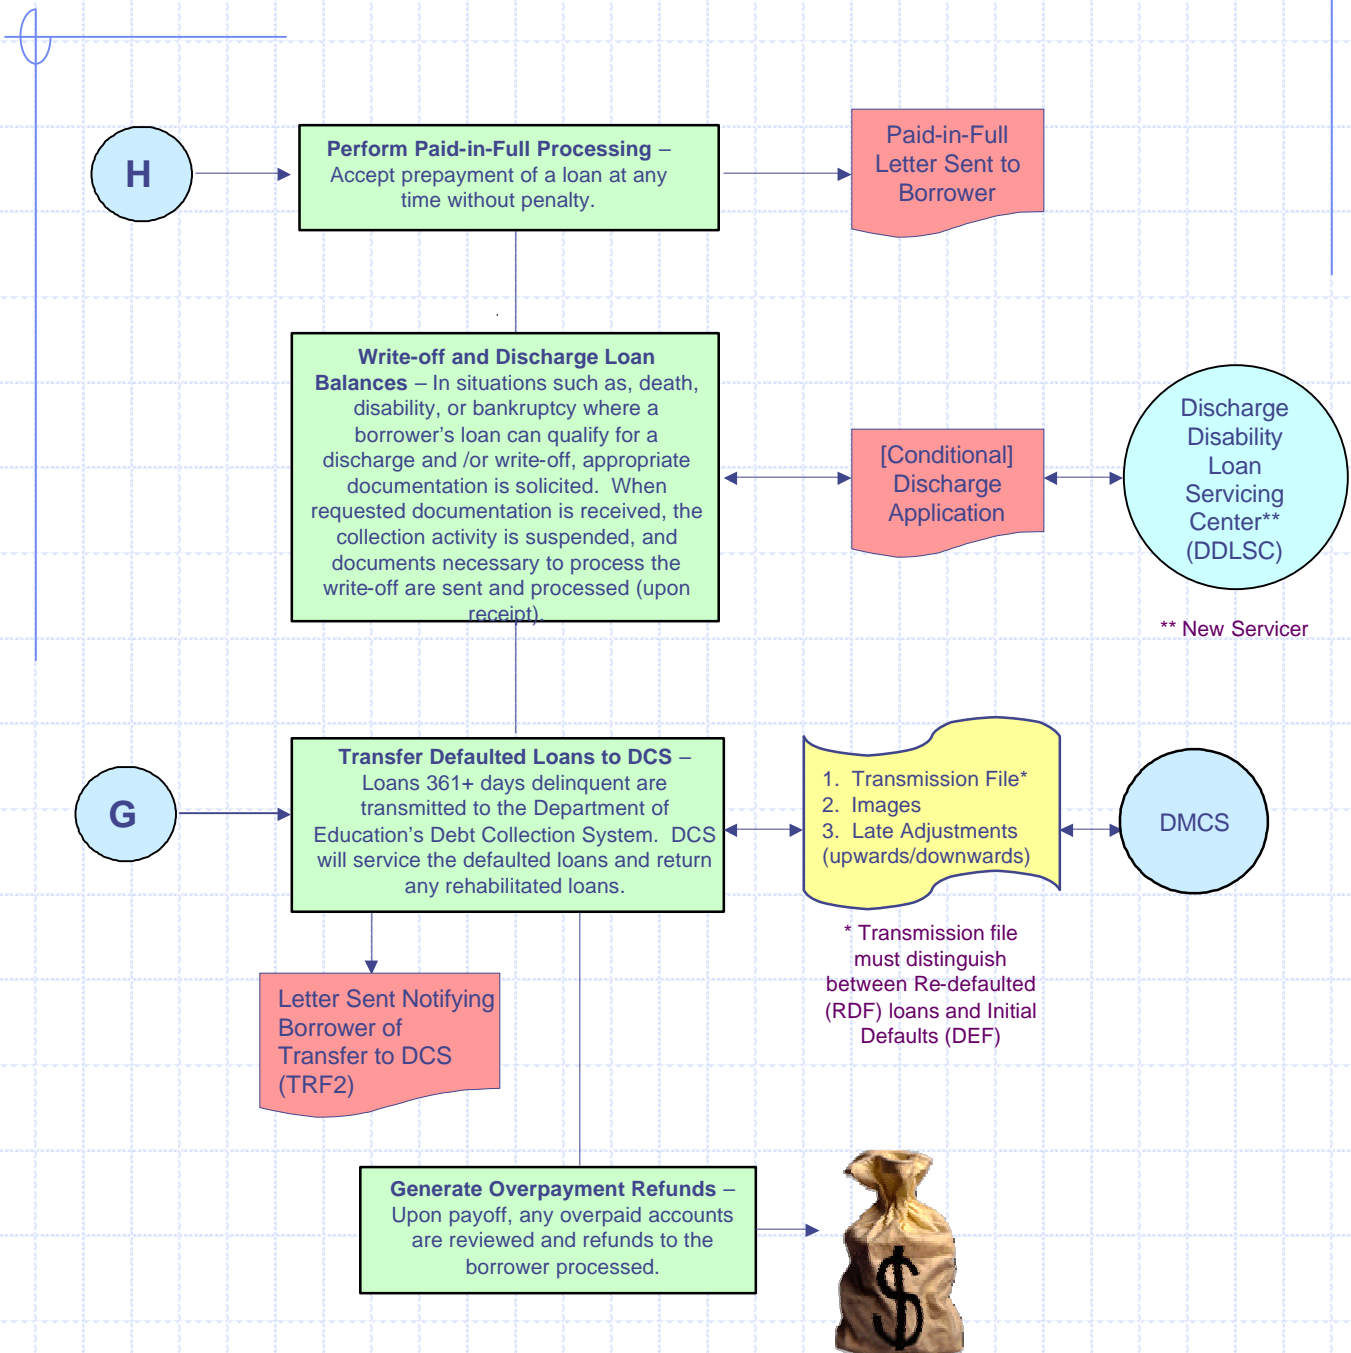 H
Perform Paid-in-Full Processing –
Accept prepayment of a loan at any
time without penalty.
Paid-in-Full
Letter Sent to
Borrower
Write-off and Discharge Loan
Balances – In situations such as, death,
disability, or bankruptcy where a
borrower's loan can qualify for a
discharge and /or write-off, appropriate
documentation is solicited. When
requested documentation is received, the
collection activity is suspended, and
documents necessary to process the
write-off are sent and processed (upon
receipt).
[Conditional]
Discharge
Application
Discharge
Disability
Loan
Servicing
Center**
(DDLSC)
** New Servicer
G
Transfer Defaulted Loans to DCS –
Loans 361+ days delinquent are
transmitted to the Department of
Education's Debt Collection System. DCS
will service the defaulted loans and return
any rehabilitated loans.
1. Transmission File*
2. Images
3. Late Adjustments
(upwards/downwards)
DMCS
* Transmission file
must distinguish
between Re-defaulted
(RDF) loans and Initial
Defaults (DEF)
Letter Sent Notifying
Borrower of
Transfer to DCS
(TRF2)
Generate Overpayment Refunds –
Upon payoff, any overpaid accounts
are reviewed and refunds to the
borrower processed.
$